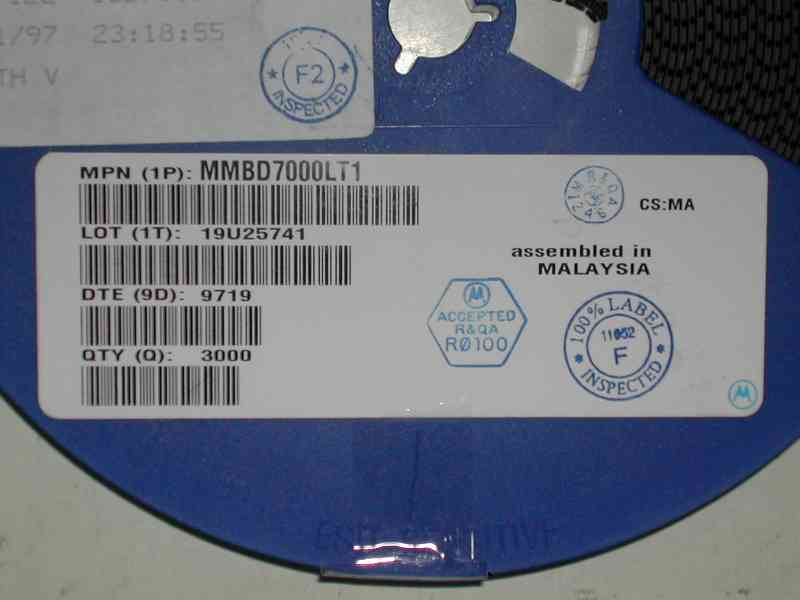 1/97 23:18:55
TH V
F2
INSPECTED
MPN (1P): MMBD7000LT1
LOT (1T): 19U25741
DTE (9D): 9719
QTY (Q): 3000
CS:MA
assembled in
MALAYSIA
ACCEPTED
R&QA
RØ100
100% LABEL
F
INSPECTED